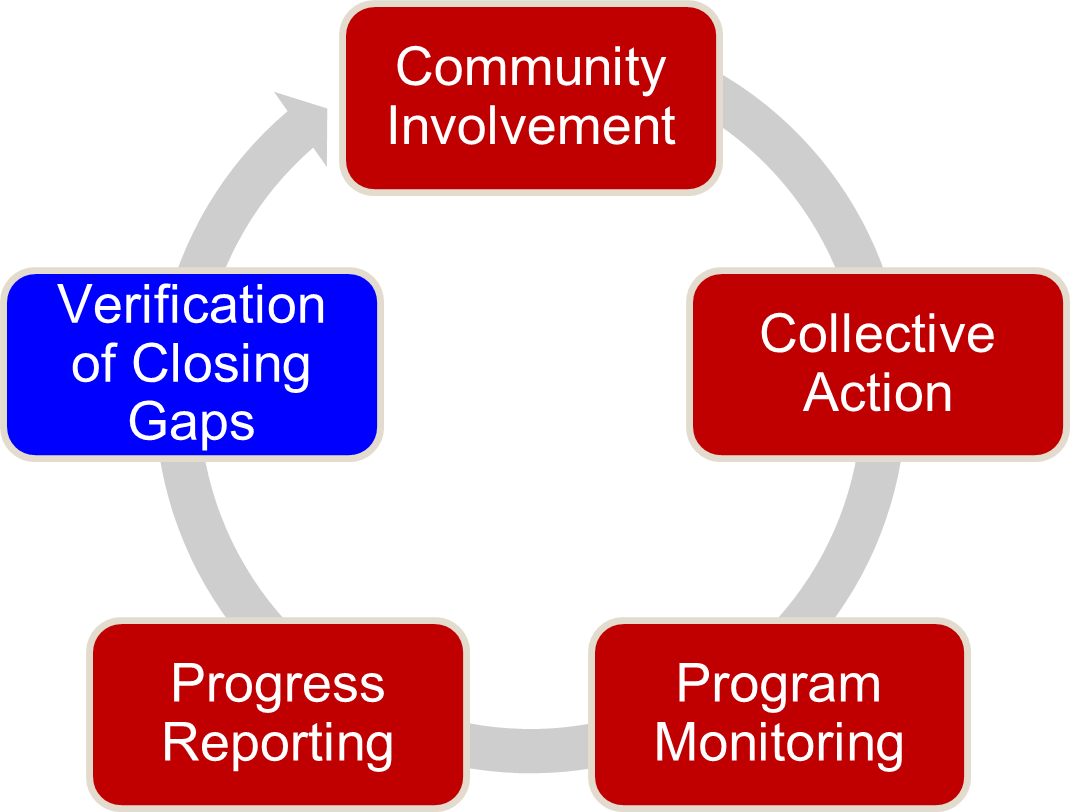 Community
Involvement
Collective
Action
Program
Monitoring
Progress
Reporting
Verification
of Closing
Gaps